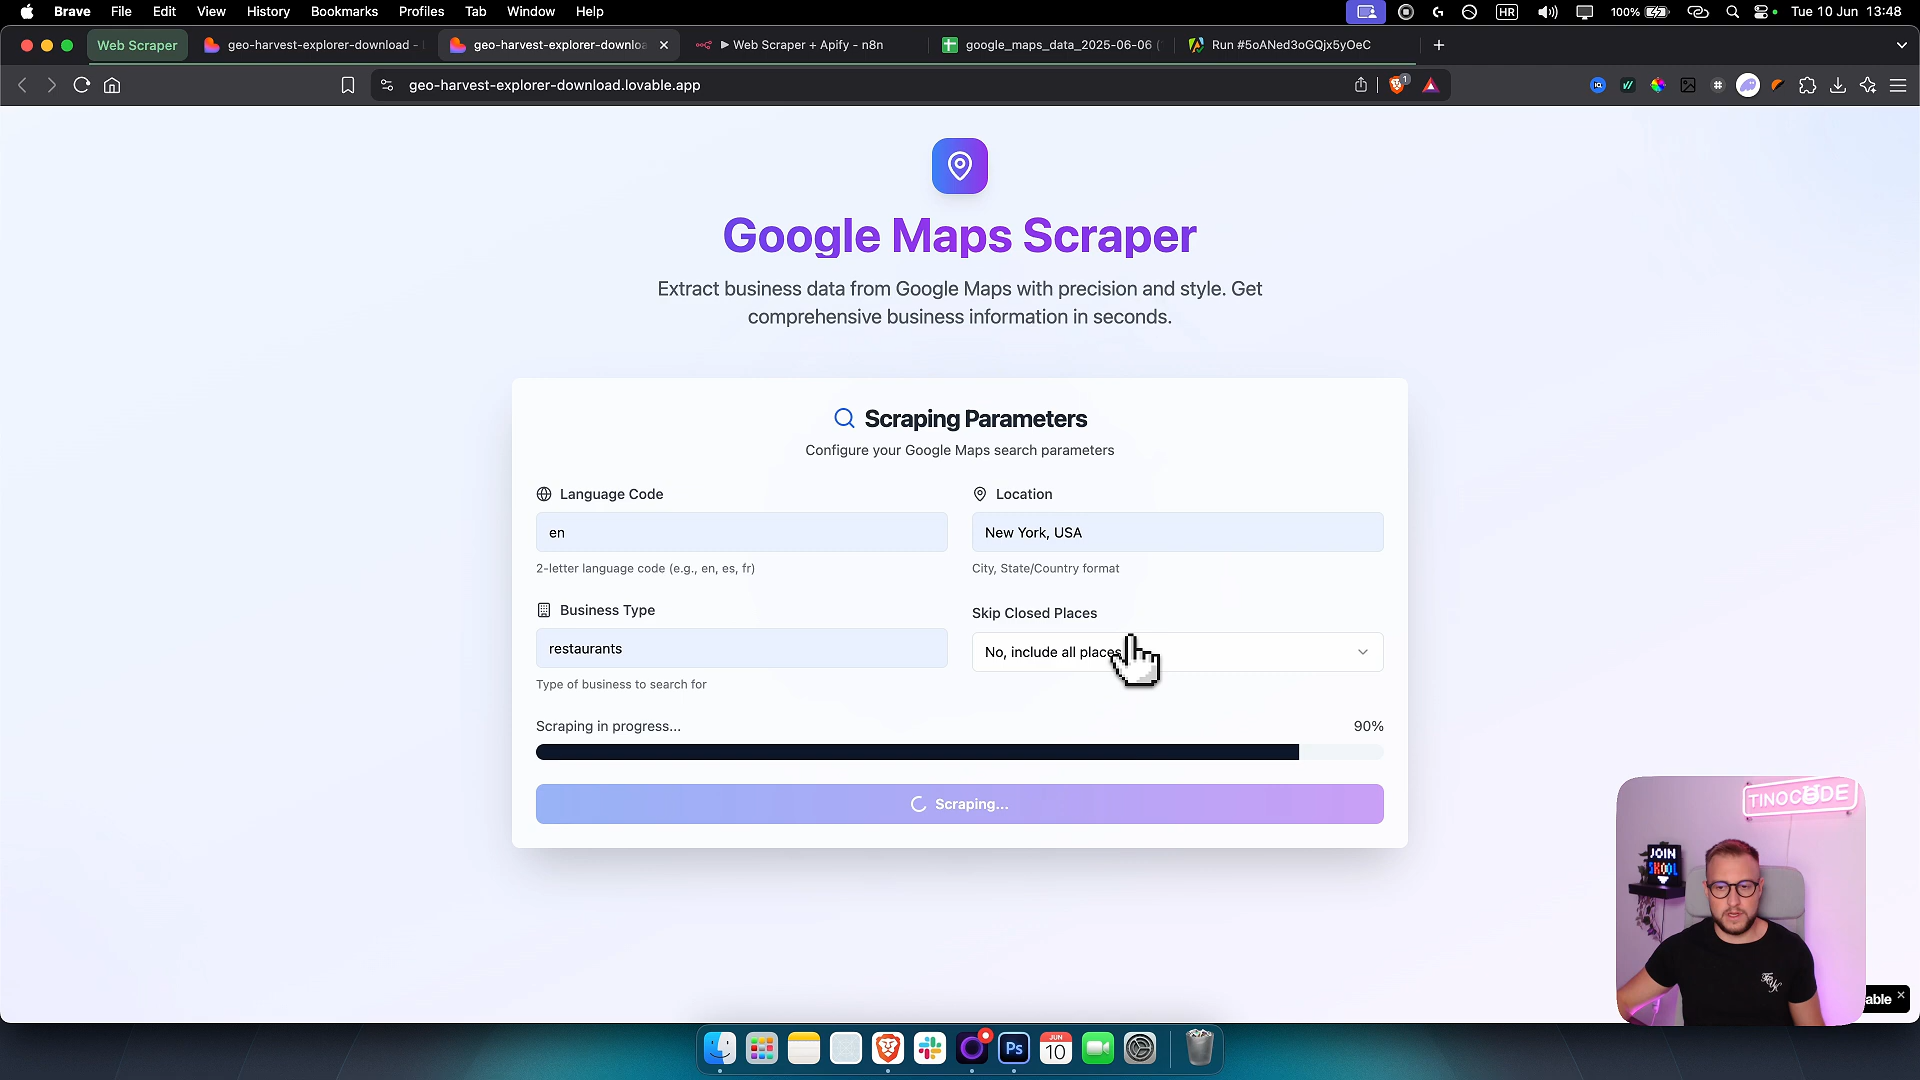 Brave File Edit View History Bookmarks Profiles Tab Window Help HR 100% Tue 10 Jun 13:48
Web Scraper geo-harvest-explorer-download - geo-harvest-explorer-downlo Web Scraper + Apify - n8n google_maps_data_2025-06-06 Run #5oANed3oGQjx5yOeC
geo-harvest-explorer-download.lovable.app 1
Google Maps Scraper
Extract business data from Google Maps with precision and style. Get
comprehensive business information in seconds.
Scraping Parameters
Configure your Google Maps search parameters
Language Code
Location
en
New York, USA
2-letter language code (e.g., en, es, fr)
City, State/Country format
Business Type
Skip Closed Places
restaurants
No, include all places
Type of business to search for
Scraping in progress...
90%
Scraping...
TINOCODE
JOIN
SKOOL
able
Ps
JUN
10